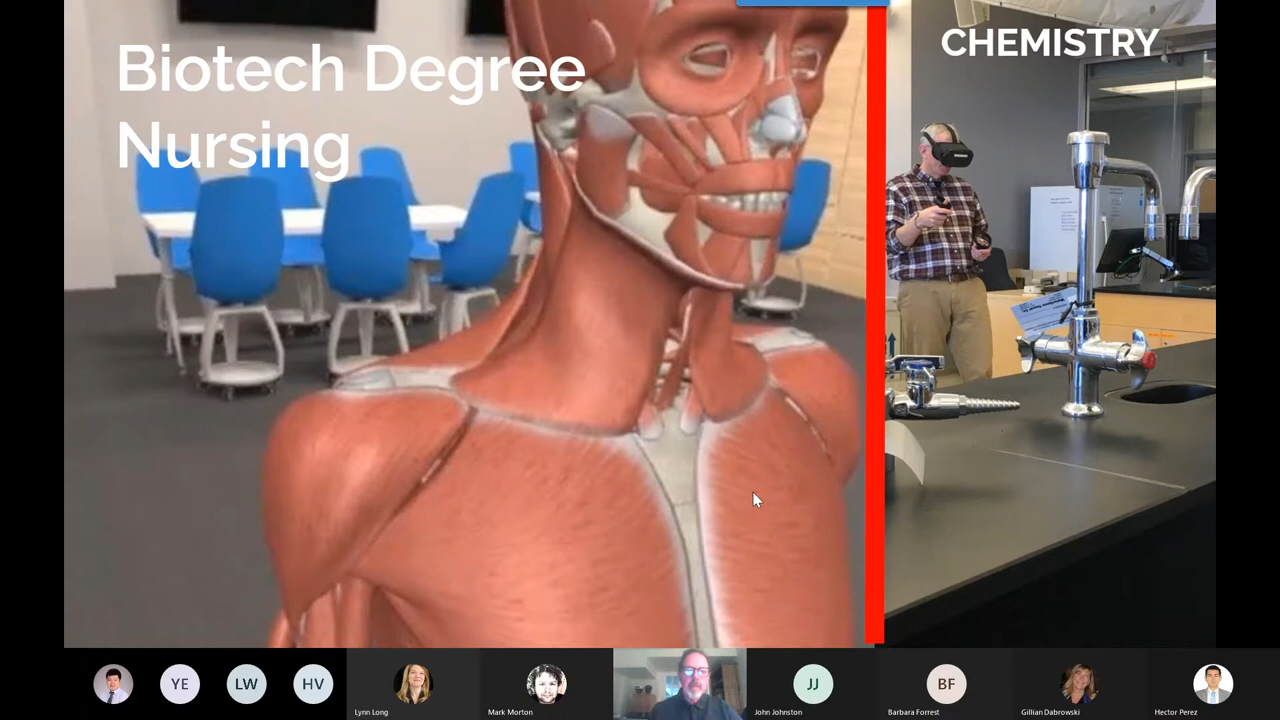 Biotech Degree
Nursing
CHEMISTRY
YE
LW
HV
Lynn Long
Mark Morton
JJ
John Johnston
BF
Barbara Forrest
Gillian Dabrowski
Hector Perez